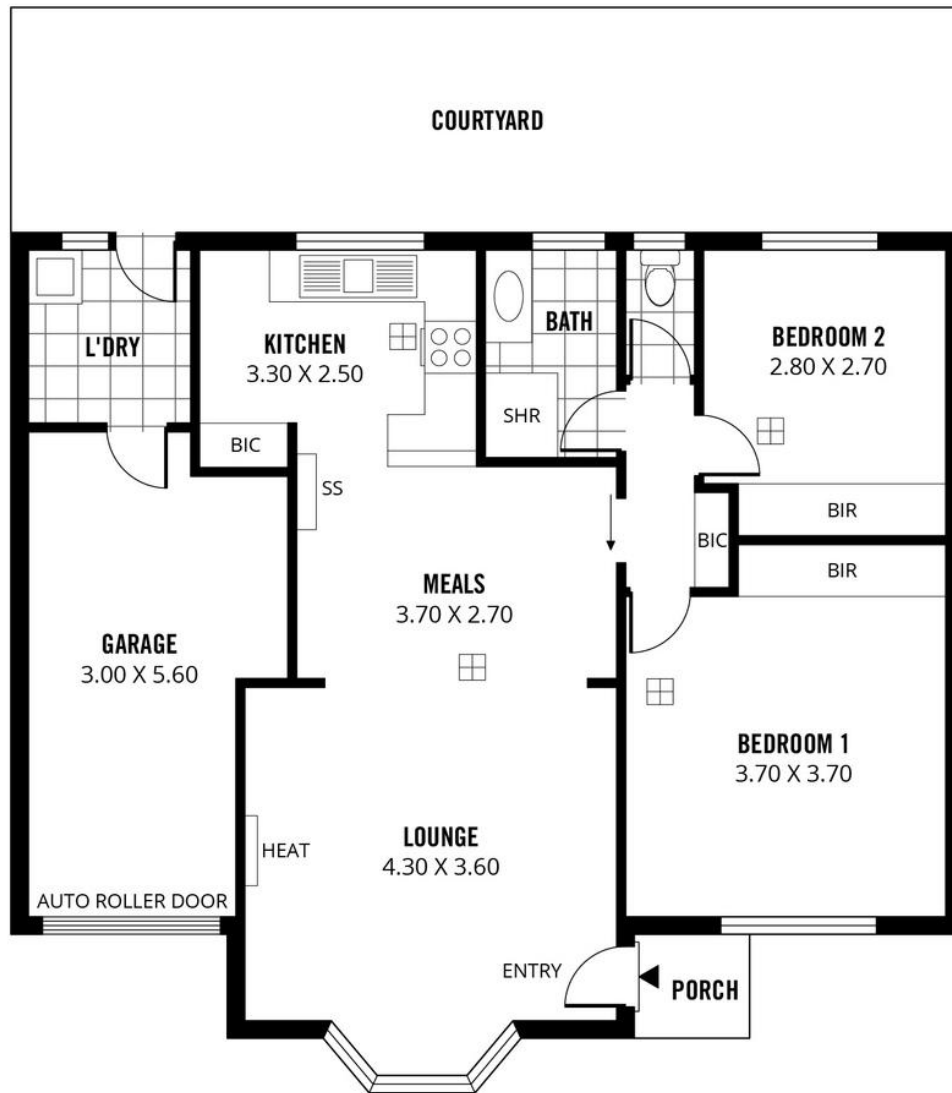 COURTYARD
L'DRY
KITCHEN
3.30 X 2.50
BATH
BEDROOM 2
2.80 X 2.70
SHR
BIC
SS
BIR
BIC
BIR
MEALS
3.70 X 2.70
GARAGE
3.00 X 5.60
BEDROOM 1
3.70 X 3.70
LOUNGE
4.30 X 3.60
HEAT
AUTO ROLLER DOOR
ENTRY
PORCH